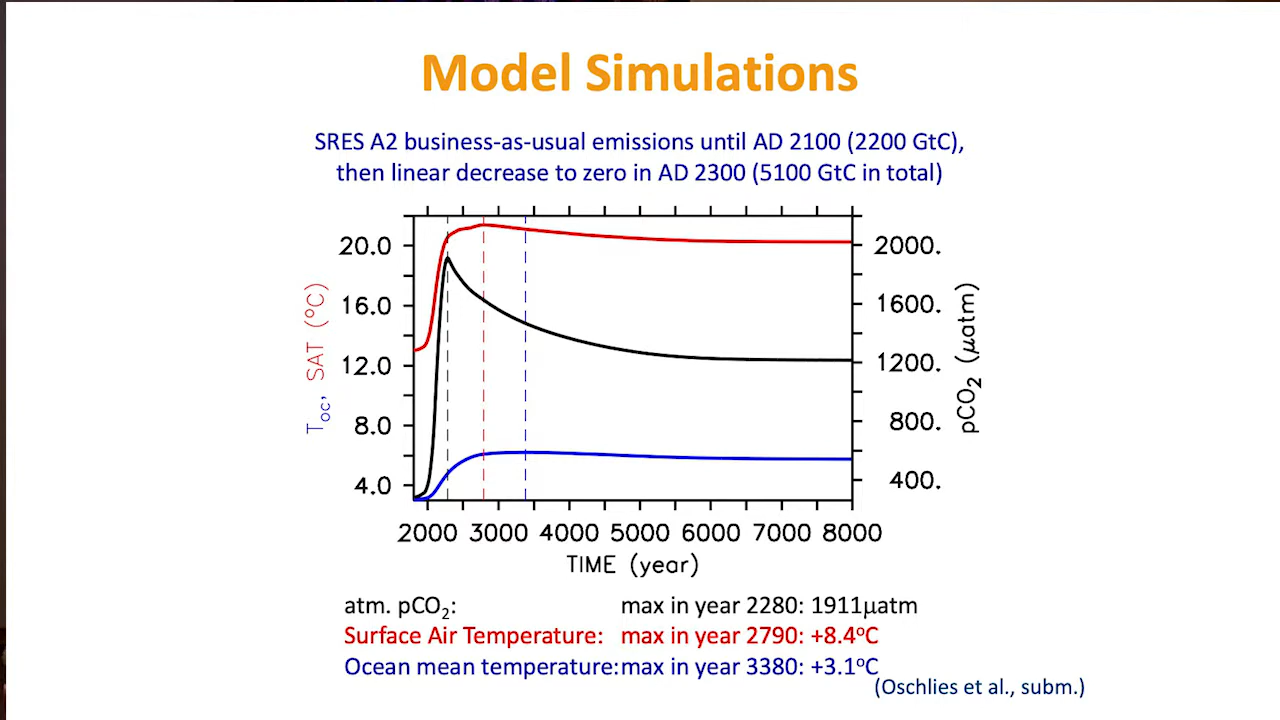 Model Simulations
SRES A2 business-as-usual emissions until AD 2100 (2200 GtC),
then linear decrease to zero in AD 2300 (5100 GtC in total)
20.0
16.0
12.0
8.0
4.0
Toc, SAT (°C)
2000.
1600.
1200.
800.
400.
pCO2 (μatm)
2000 3000 4000 5000 6000 7000 8000
TIME (year)
atm. pCO2: max in year 2280: 1911μatm
Surface Air Temperature: max in year 2790: +8.4°C
Ocean mean temperature: max in year 3380: +3.1°C
(Oschlies et al., subm.)